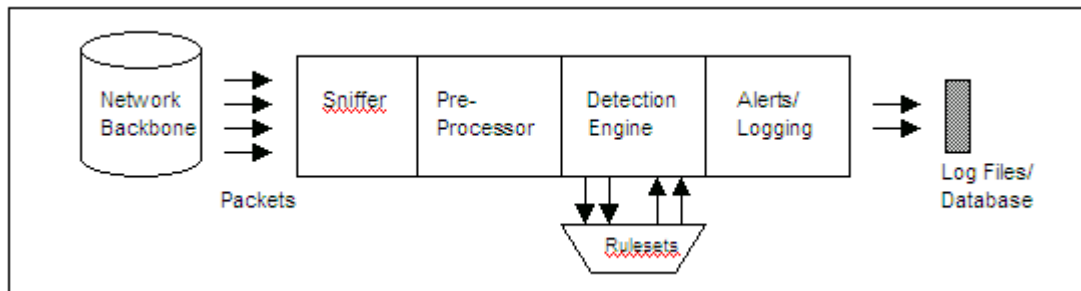 Network
Backbone
Packets
Sniffer
Pre-
Processor
Detection
Engine
Alerts/
Logging
Rulesets
Log Files/
Database